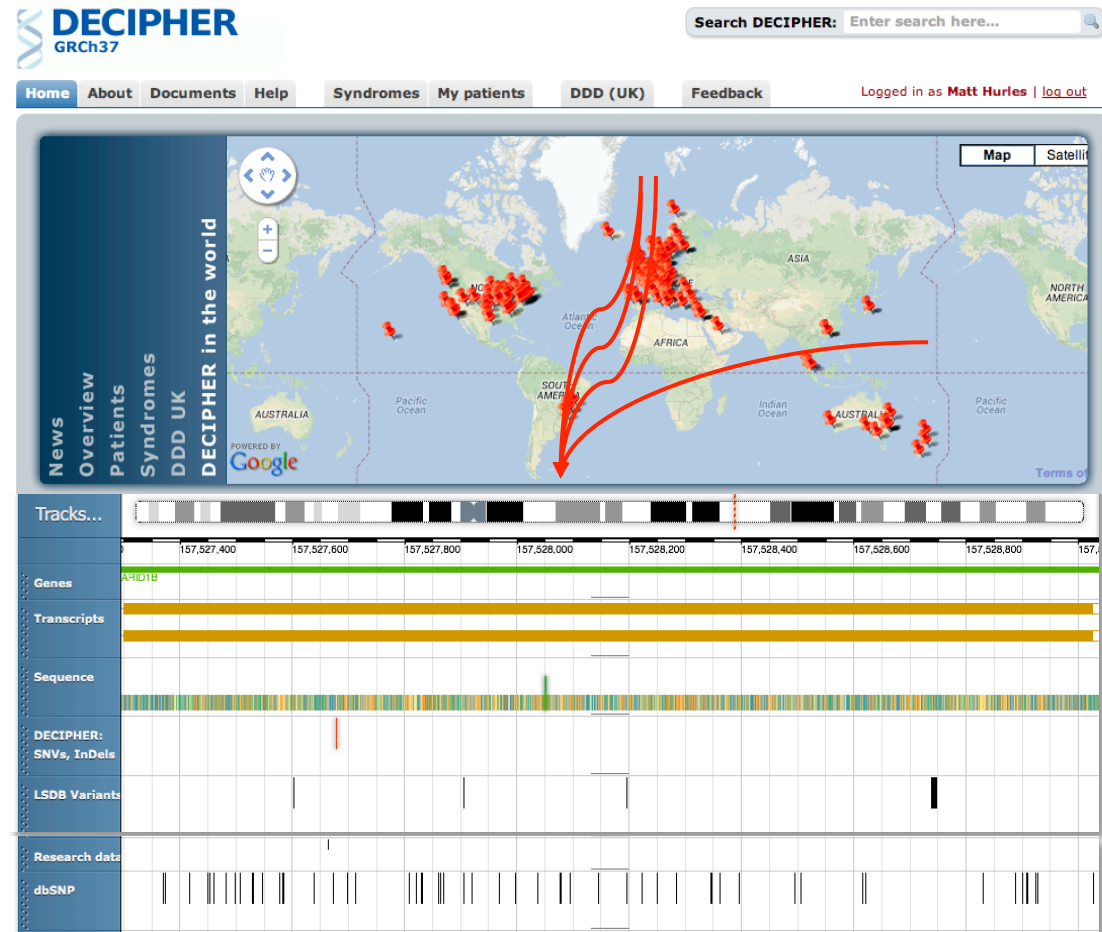 DECIPHER
GRCh37
Search DECIPHER: Enter search here...
Home About Documents Help Syndromes My patients DDD (UK) Feedback
Logged in as Matt Hurles | log out
News
Overview
Patients
Syndromes
DDD UK
DECIPHER in the world
Map
ASIA
NORTH
AMERICA
Atlantic
Ocean
AFRICA
SOUTH
AMERICA
Pacific
Ocean
Indian
Ocean
Pacific
Ocean
AUSTRALIA
POWERED BY
Google
Terms of
Tracks...
157,527,400 157,527,600 157,527,800 157,528,000 157,528,200 157,528,400 157,528,600 157,528,800
Genes
ARID1B
Transcripts
Sequence
DECIPHER:
SNVs, InDels
LSDB Variants
Research data
dbSNP